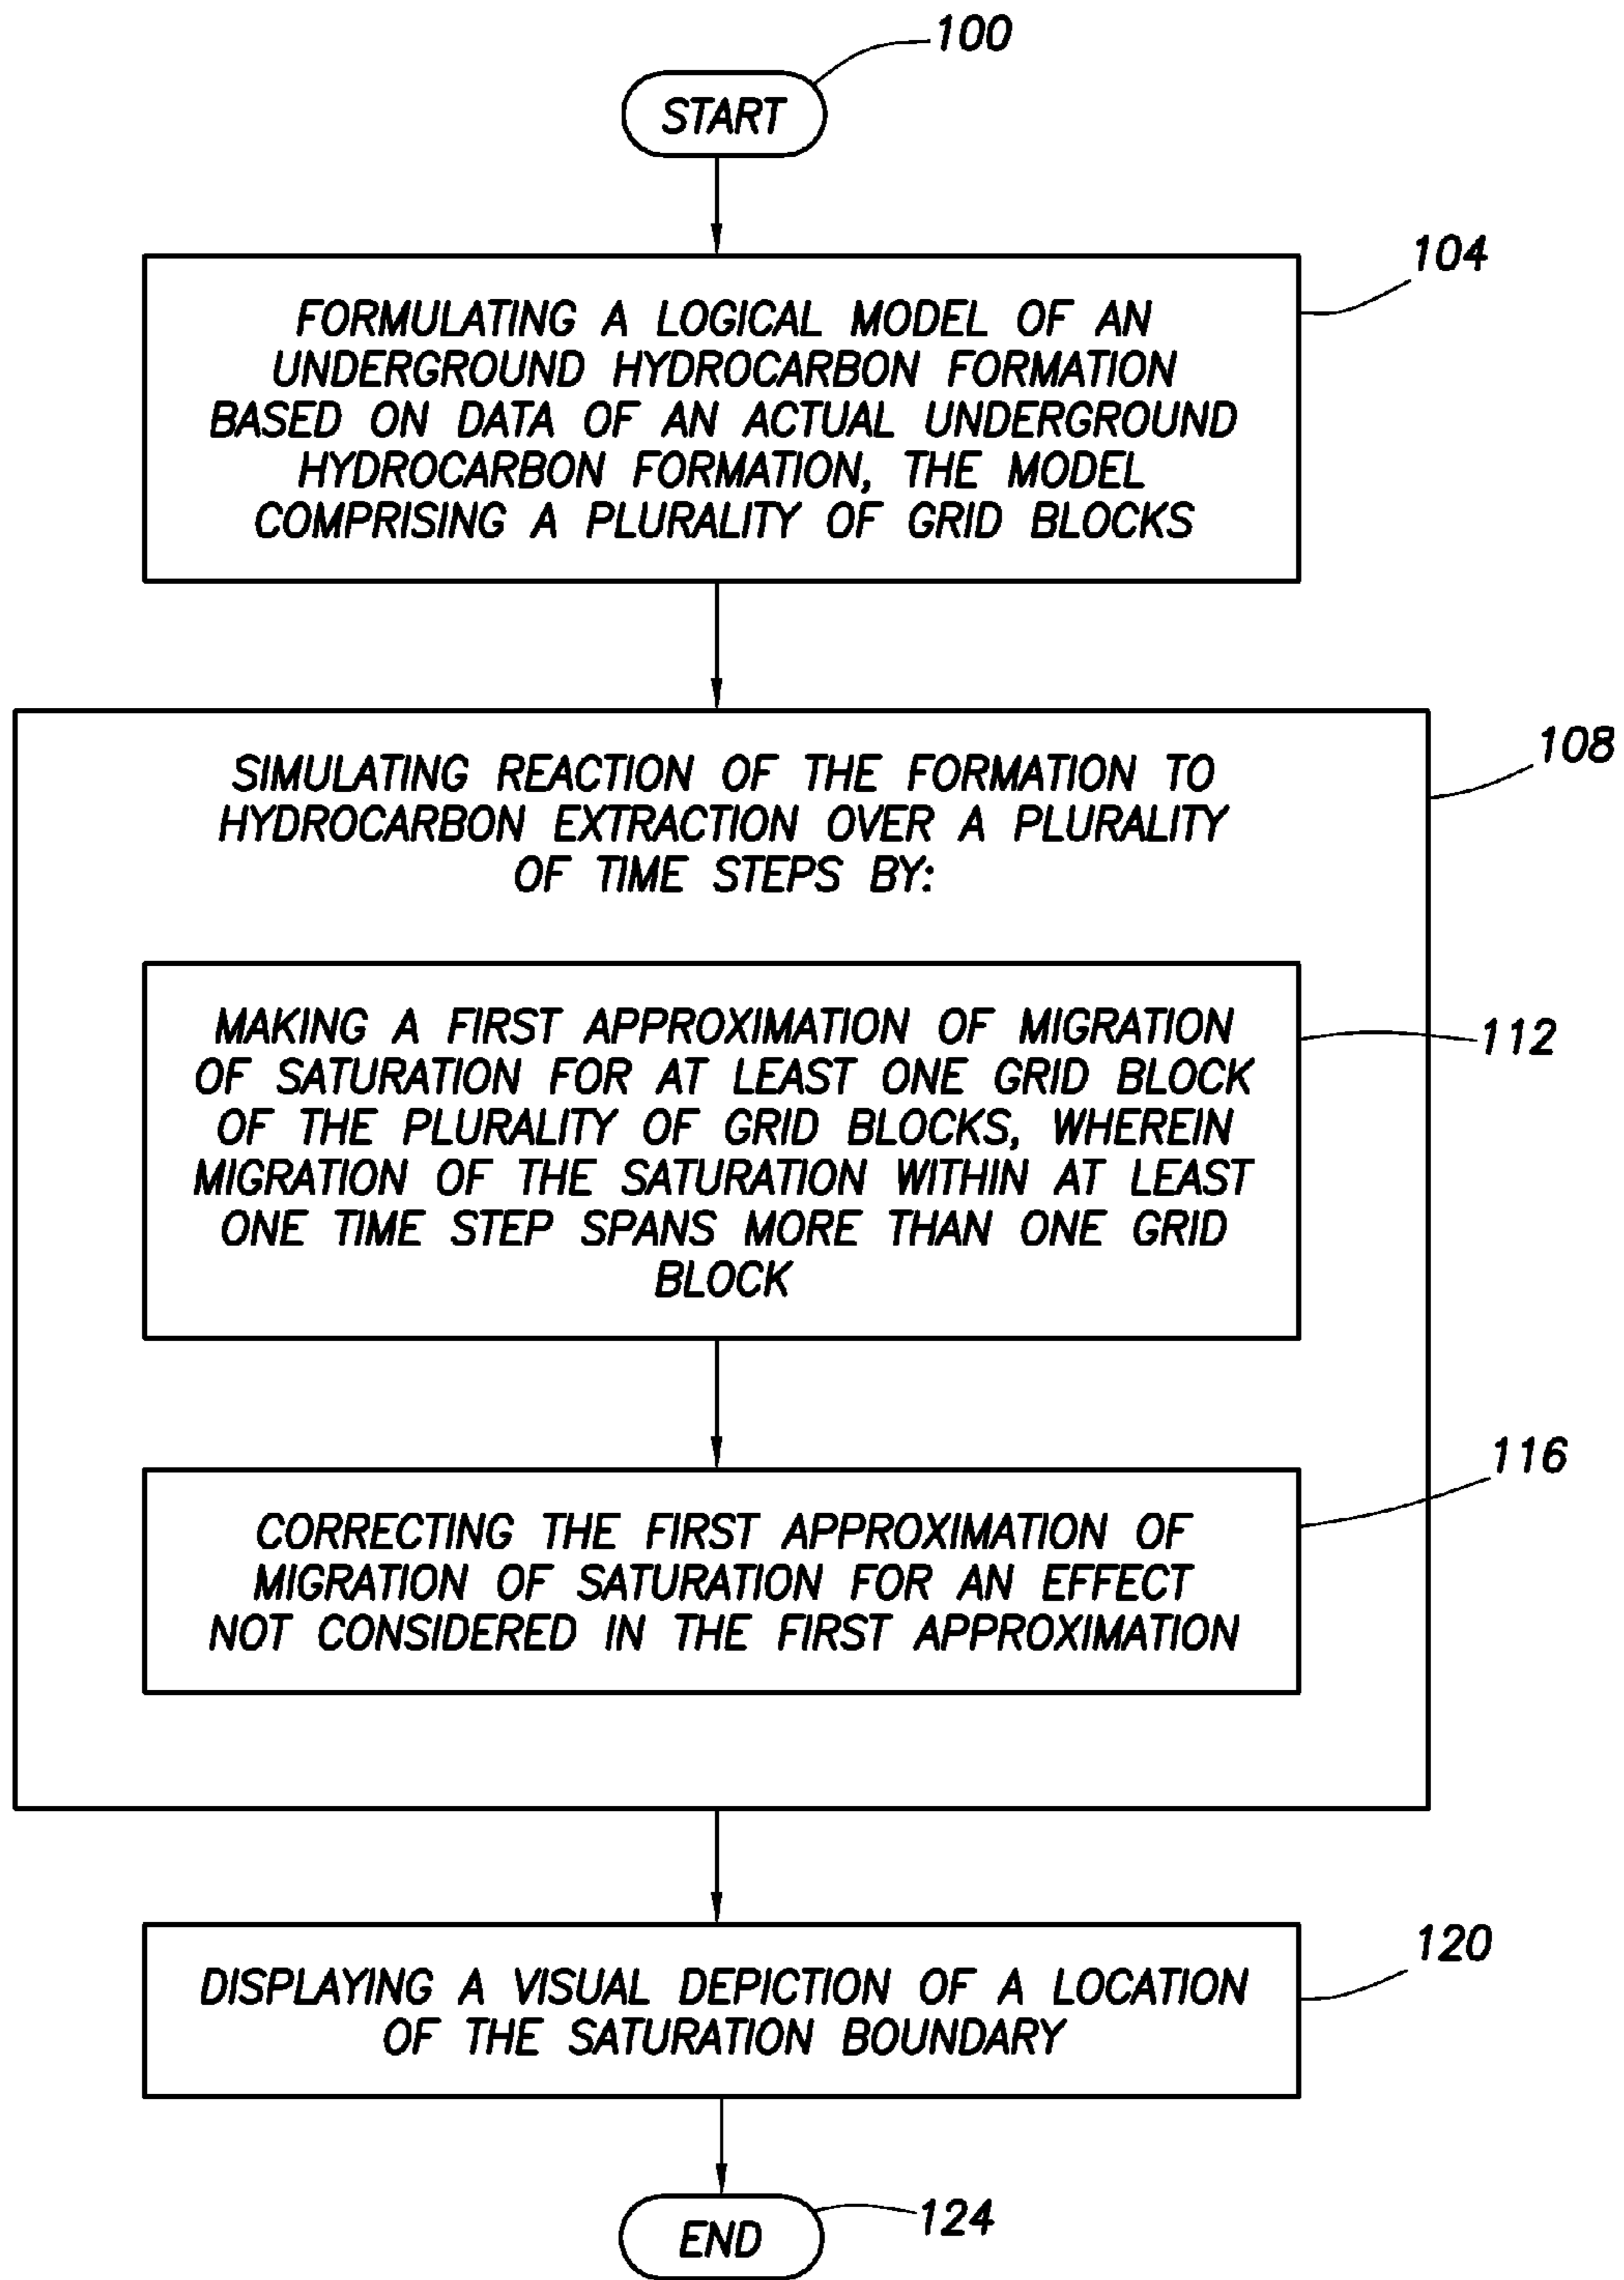 100
START
104
FORMULATING A LOGICAL MODEL OF AN
UNDERGROUND HYDROCARBON FORMATION
BASED ON DATA OF AN ACTUAL UNDERGROUND
HYDROCARBON FORMATION, THE MODEL
COMPRISING A PLURALITY OF GRID BLOCKS
108
SIMULATING REACTION OF THE FORMATION TO
HYDROCARBON EXTRACTION OVER A PLURALITY
OF TIME STEPS BY:
MAKING A FIRST APPROXIMATION OF MIGRATION
OF SATURATION FOR AT LEAST ONE GRID BLOCK
OF THE PLURALITY OF GRID BLOCKS, WHEREIN
MIGRATION OF THE SATURATION WITHIN AT LEAST
ONE TIME STEP SPANS MORE THAN ONE GRID
BLOCK
112
116
CORRECTING THE FIRST APPROXIMATION OF
MIGRATION OF SATURATION FOR AN EFFECT
NOT CONSIDERED IN THE FIRST APPROXIMATION
120
DISPLAYING A VISUAL DEPICTION OF A LOCATION
OF THE SATURATION BOUNDARY
124
END